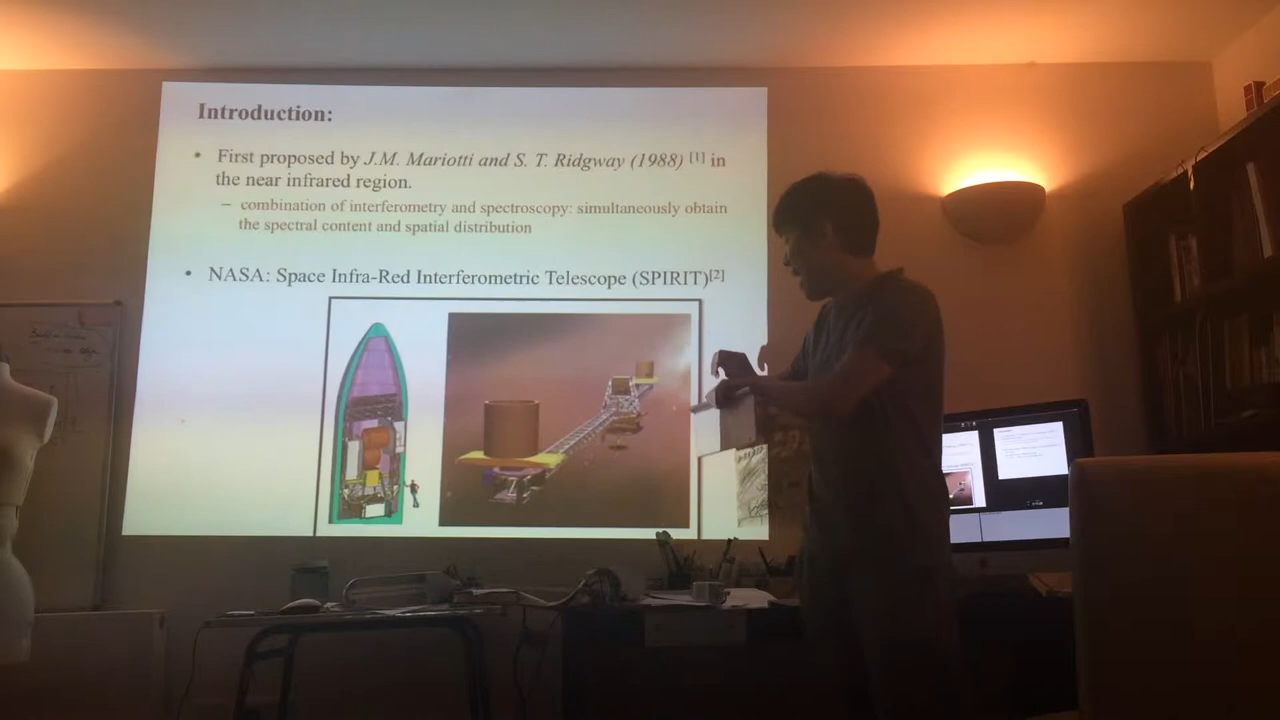 Introduction:
• First proposed by J.M. Mariotti and S. T. Ridgway (1988) [1] in
the near infrared region.
– combination of interferometry and spectroscopy: simultaneously obtain
the spectral content and spatial distribution
• NASA: Space Infra-Red Interferometric Telescope (SPIRIT)[2]